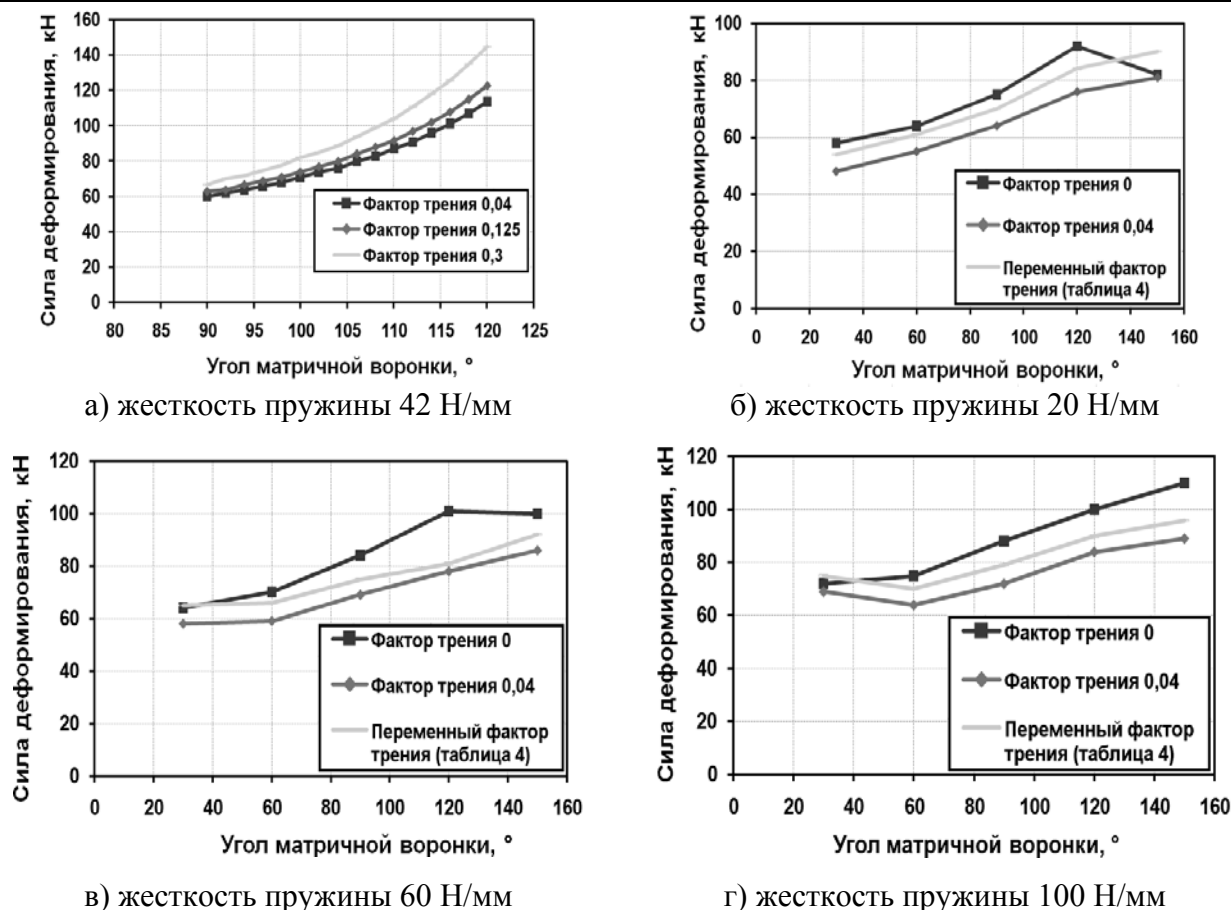 Сила деформирования, кН
160
140
120
100
80
60
40
20
0
80 85 90 95 100 105 110 115 120 125
Угол матричной воронки, °
Фактор трения 0,04
Фактор трения 0,125
Фактор трения 0,3
а) жесткость пружины 42 Н/мм
Сила деформирования, кН
100
80
60
40
20
0
0 20 40 60 80 100 120 140 160
Угол матричной воронки, °
Фактор трения 0
Фактор трения 0,04
Переменный фактор
трения (таблица 4)
б) жесткость пружины 20 Н/мм
Сила деформирования, кН
120
100
80
60
40
20
0
0 20 40 60 80 100 120 140 160
Угол матричной воронки, °
Фактор трения 0
Фактор трения 0,04
Переменный фактор
трения (таблица 4)
в) жесткость пружины 60 Н/мм
Сила деформирования, кН
120
100
80
60
40
20
0
0 20 40 60 80 100 120 140 160
Угол матричной воронки, °
Фактор трения 0
Фактор трения 0,04
Переменный фактор
трения (таблица 4)
г) жесткость пружины 100 Н/мм